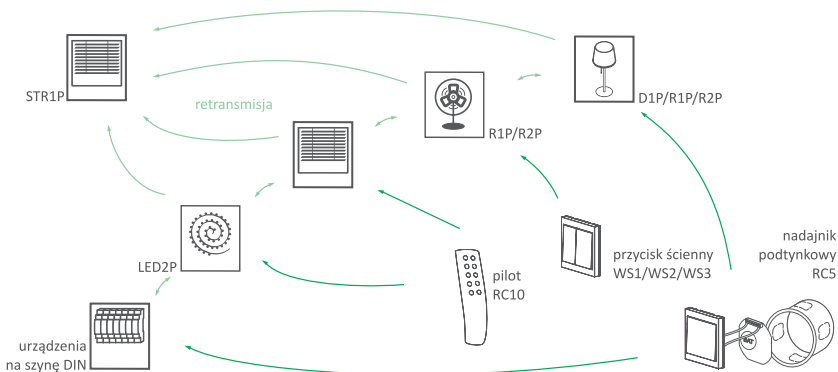 STR1P
retransmisja
D1P/R1P/R2P
R1P/R2P
LED2P
pilot
RC10
przycisk ścienny
WS1/WS2/WS3
nadajnik
podtynkowy
RC5
urządzenia
na szynę DIN